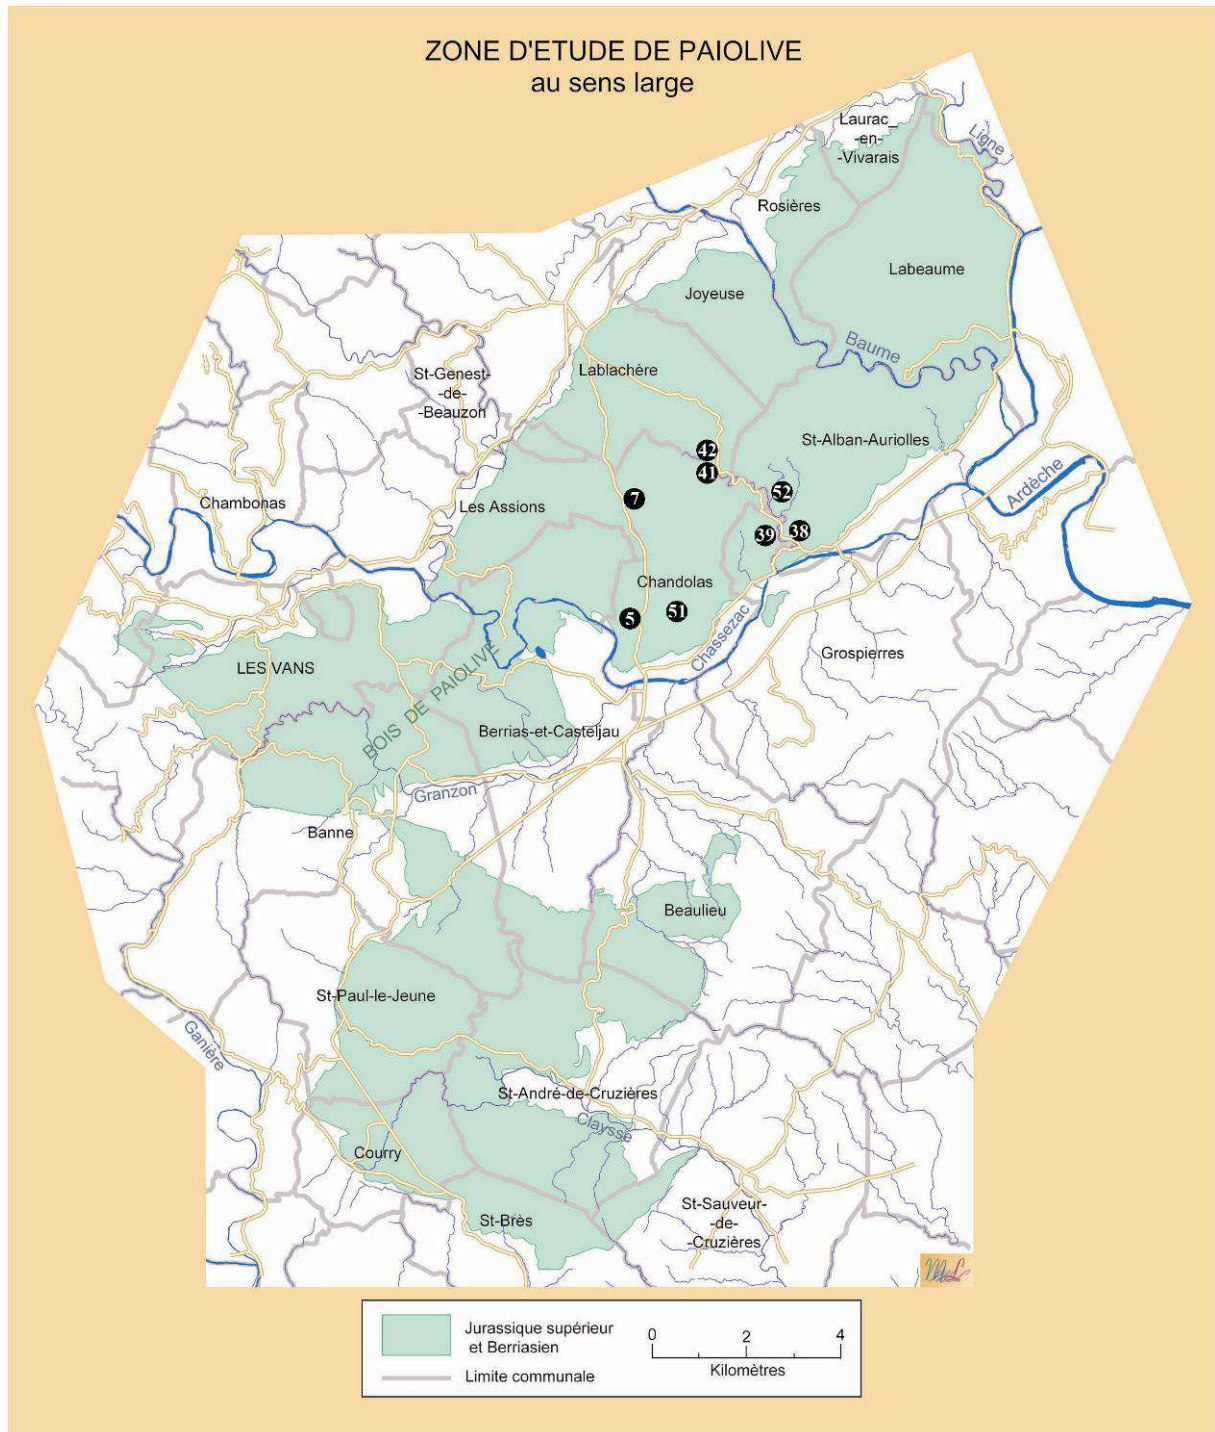 ZONE D'ETUDE DE PAIOLIVE
au sens large
Laurac_
-en-
-Vivarais
Ligne
Rosières
Labeaume
Joyeuse
Baume
Lablachère
St-Genest-
-de-
-Beauzon
St-Alban-Auriolles
42
41
Ardèche
52
7
Chambonas
Les Assions
39
38
Chandolas
51
5
Chassezac
Grospierres
LES VANS
BOIS DE PAIOLIVE
Berrias-et-Casteljau
Granzon
Banne
Beaulieu
St-Paul-le-Jeune
Ganière
St-André-de-Cruzières
Claysse
Courry
St-Brès
St-Sauveur-
-de-
-Cruzières
Jurassique supérieur
et Berriasien
Limite communale
0 2 4
Kilomètres